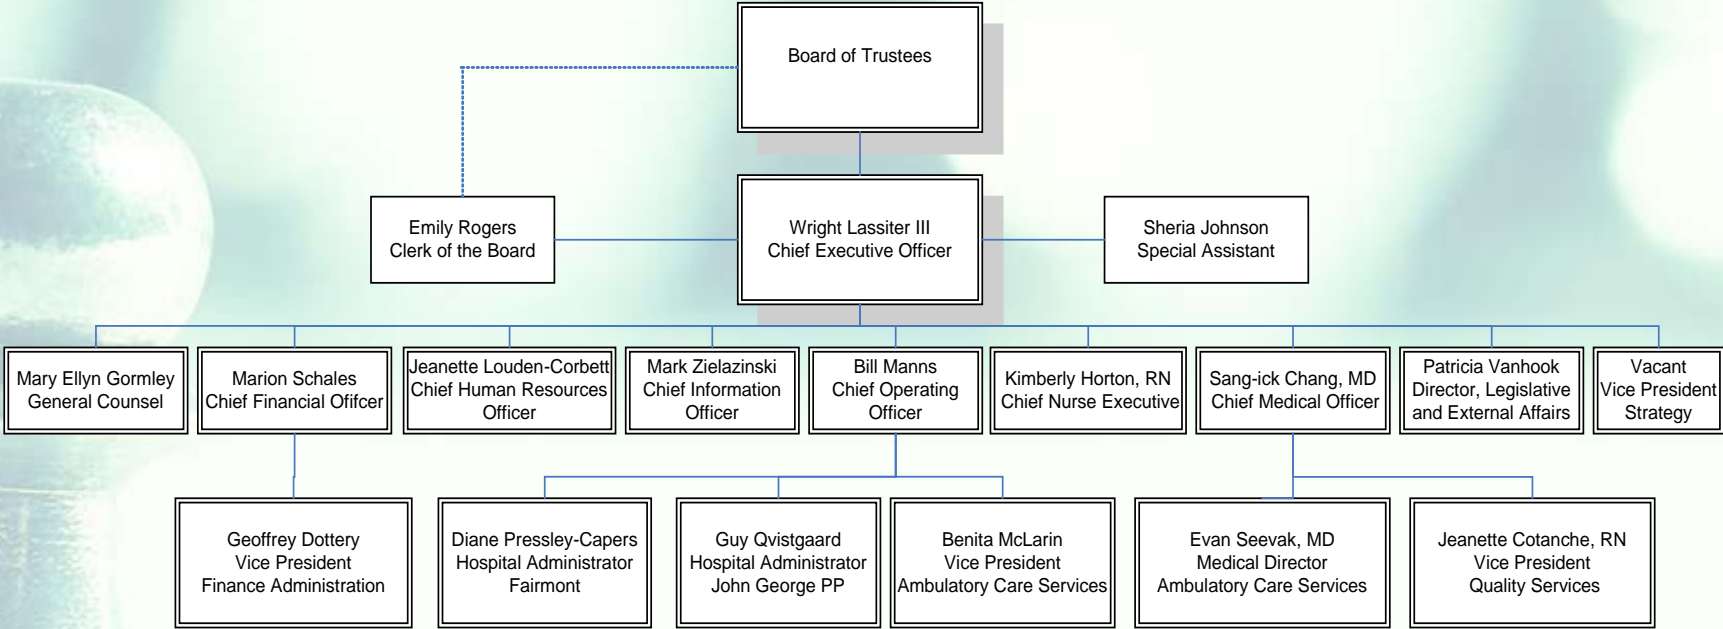 Board of Trustees
Emily Rogers
Clerk of the Board
Wright Lassiter III
Chief Executive Officer
Sheria Johnson
Special Assistant
Mary Ellyn Gormley
General Counsel
Marion Schales
Chief Financial Ofifcer
Jeanette Louden-Corbett
Chief Human Resources
Officer
Mark Zielazinski
Chief Information
Officer
Bill Manns
Chief Operating
Officer
Kimberly Horton, RN
Chief Nurse Executive
Sang-ick Chang, MD
Chief Medical Officer
Patricia Vanhook
Director, Legislative
and External Affairs
Vacant
Vice President
Strategy
Geoffrey Dottery
Vice President
Finance Administration
Diane Pressley-Capers
Hospital Administrator
Fairmont
Guy Qvistgaard
Hospital Administrator
John George PP
Benita McLarin
Vice President
Ambulatory Care Services
Evan Seevak, MD
Medical Director
Ambulatory Care Services
Jeanette Cotanche, RN
Vice President
Quality Services